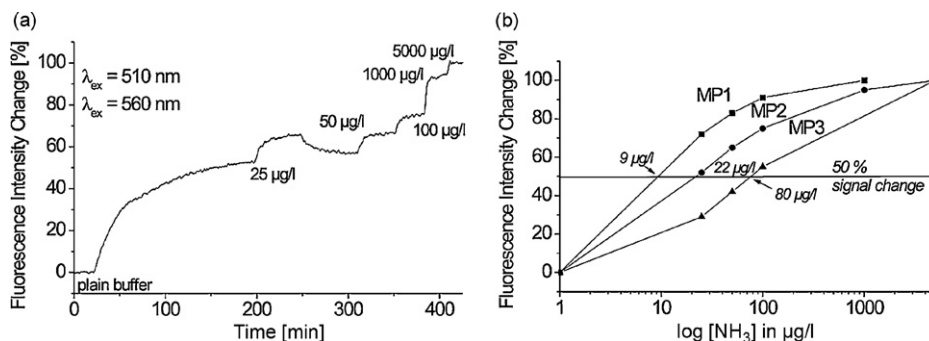 (a)
Fluorescence Intensity Change [%]
100
80
60
40
20
0
λex = 510 nm
λex = 560 nm
5000 µg/l
1000 µg/l
50 µg/l
100 µg/l
25 µg/l
plain buffer
0
100
200
300
400
Time [min]
(b)
Fluorescence Intensity Change [%]
100
80
60
40
20
0
MP1
MP2
MP3
9 µg/l
22 µg/l
50 %
signal change
80 µg/l
1
10
100
1000
log [NH₃] in µg/l